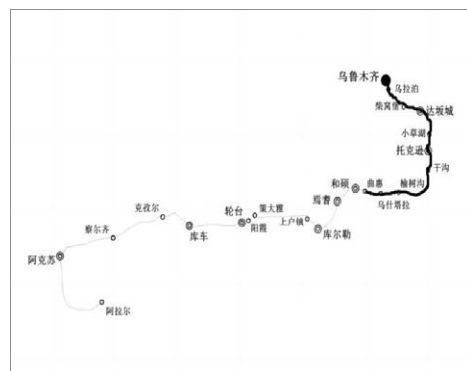 乌鲁木齐
乌拉泊
柴窝堡
达坂城
小草湖
托克逊
干沟
和硕
曲惠
榆树沟
焉耆
乌什塔拉
轮台
策大雅
克孜尔
阳霞
上户镇
库尔勒
察尔齐
库车
阿克苏
阿拉尔